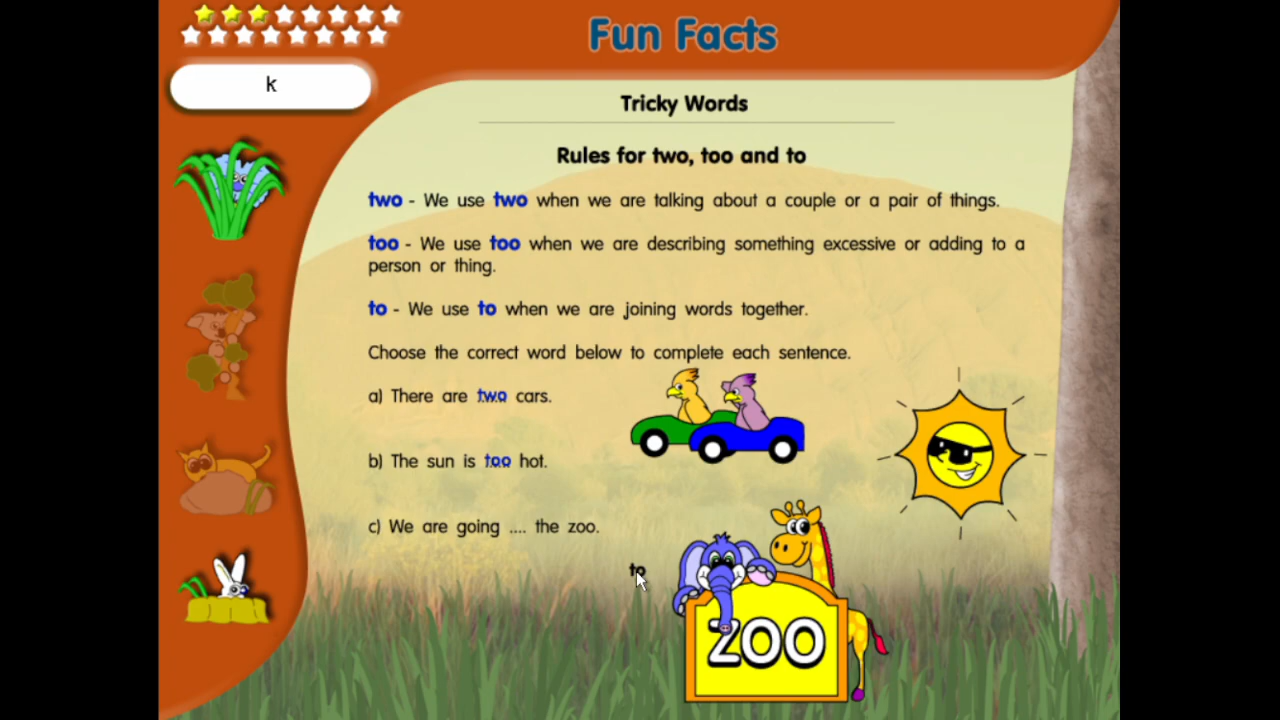 Fun Facts
k
Tricky Words
Rules for two, too and to
two - We use two when we are talking about a couple or a pair of things.
too - We use too when we are describing something excessive or adding to a
person or thing.
to - We use to when we are joining words together.
Choose the correct word below to complete each sentence.
a) There are two cars.
b) The sun is too hot.
c) We are going .... the zoo.
to
ZOO